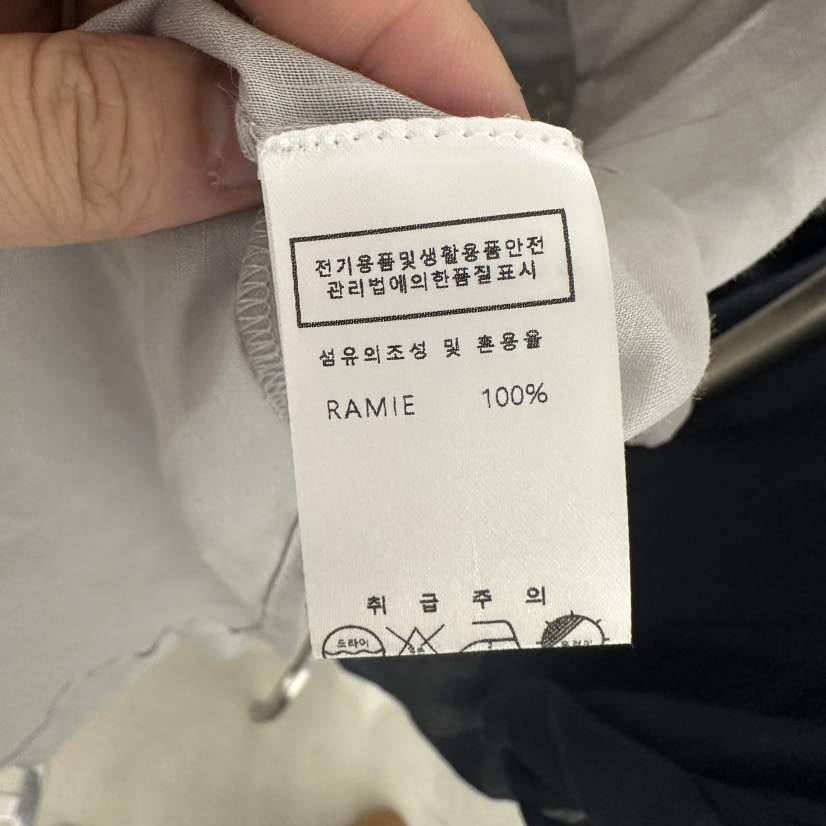 전기용품및생활용품안전
관리법에의한품질표시
섬유의조성 및 혼용율
RAMIE 100%
취 급 주 의
드라이